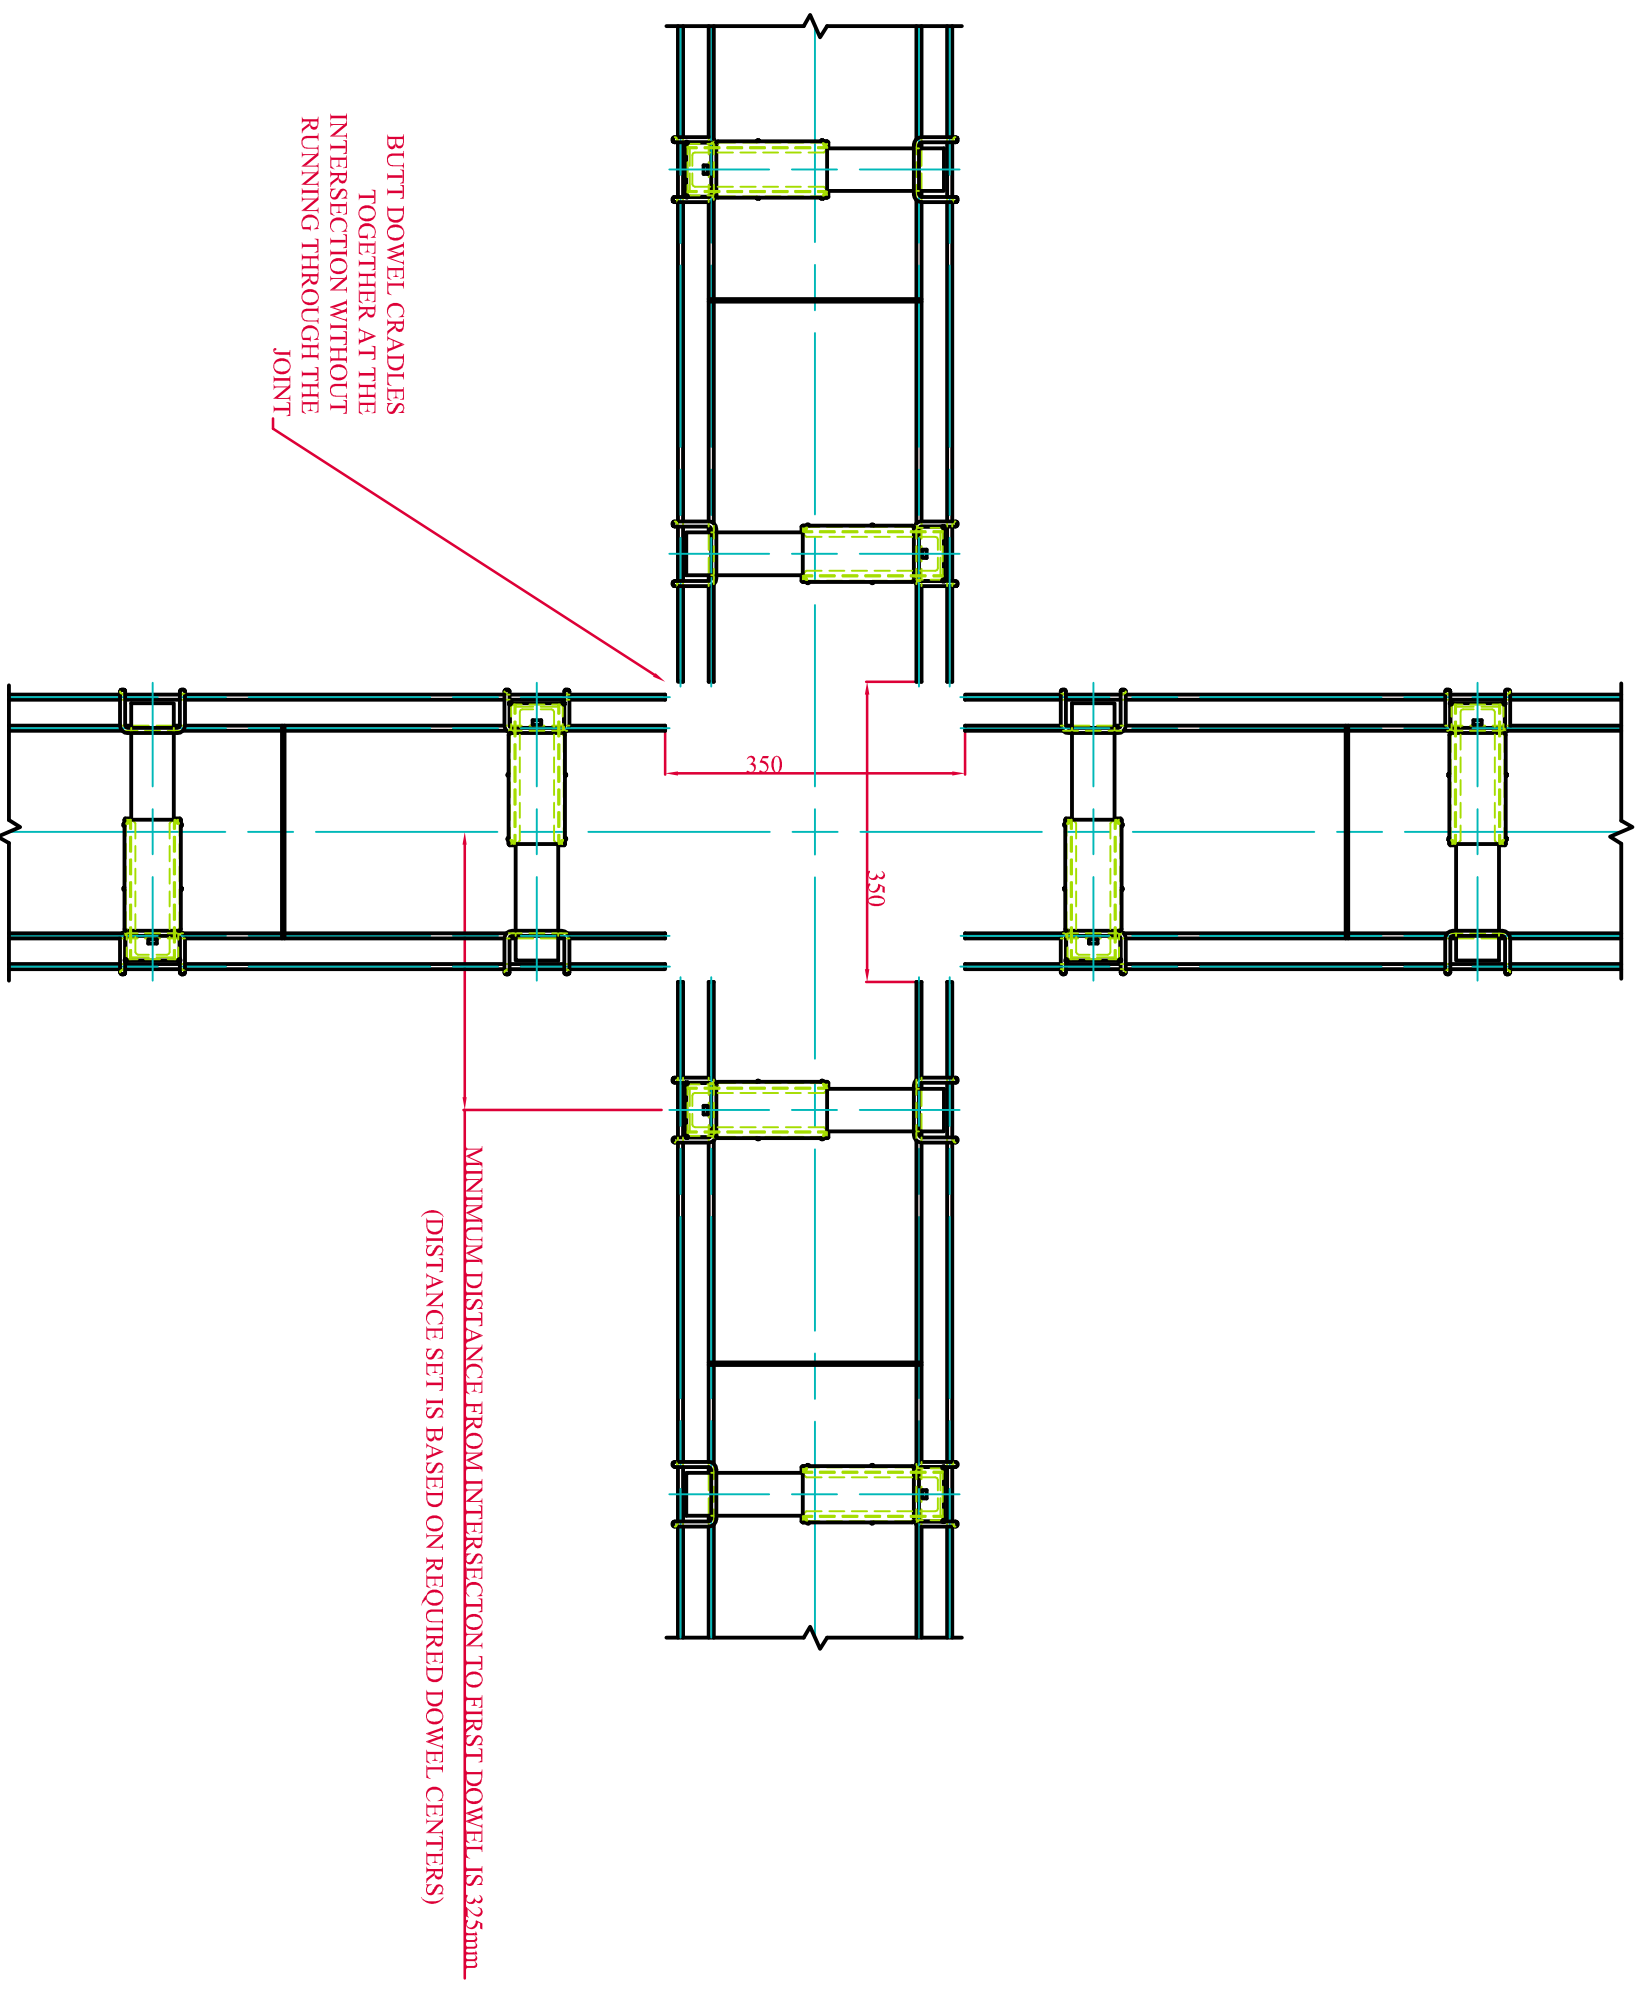 BUTT DOWEL CRADLES
TOGETHER AT THE
INTERSECTION WITHOUT
RUNNING THROUGH THE
JOINT
350
350
MINIMUM DISTANCE FROM INTERSECTON TO FIRST DOWEL IS 325mm
(DISTANCE SET IS BASED ON REQUIRED DOWEL CENTERS)